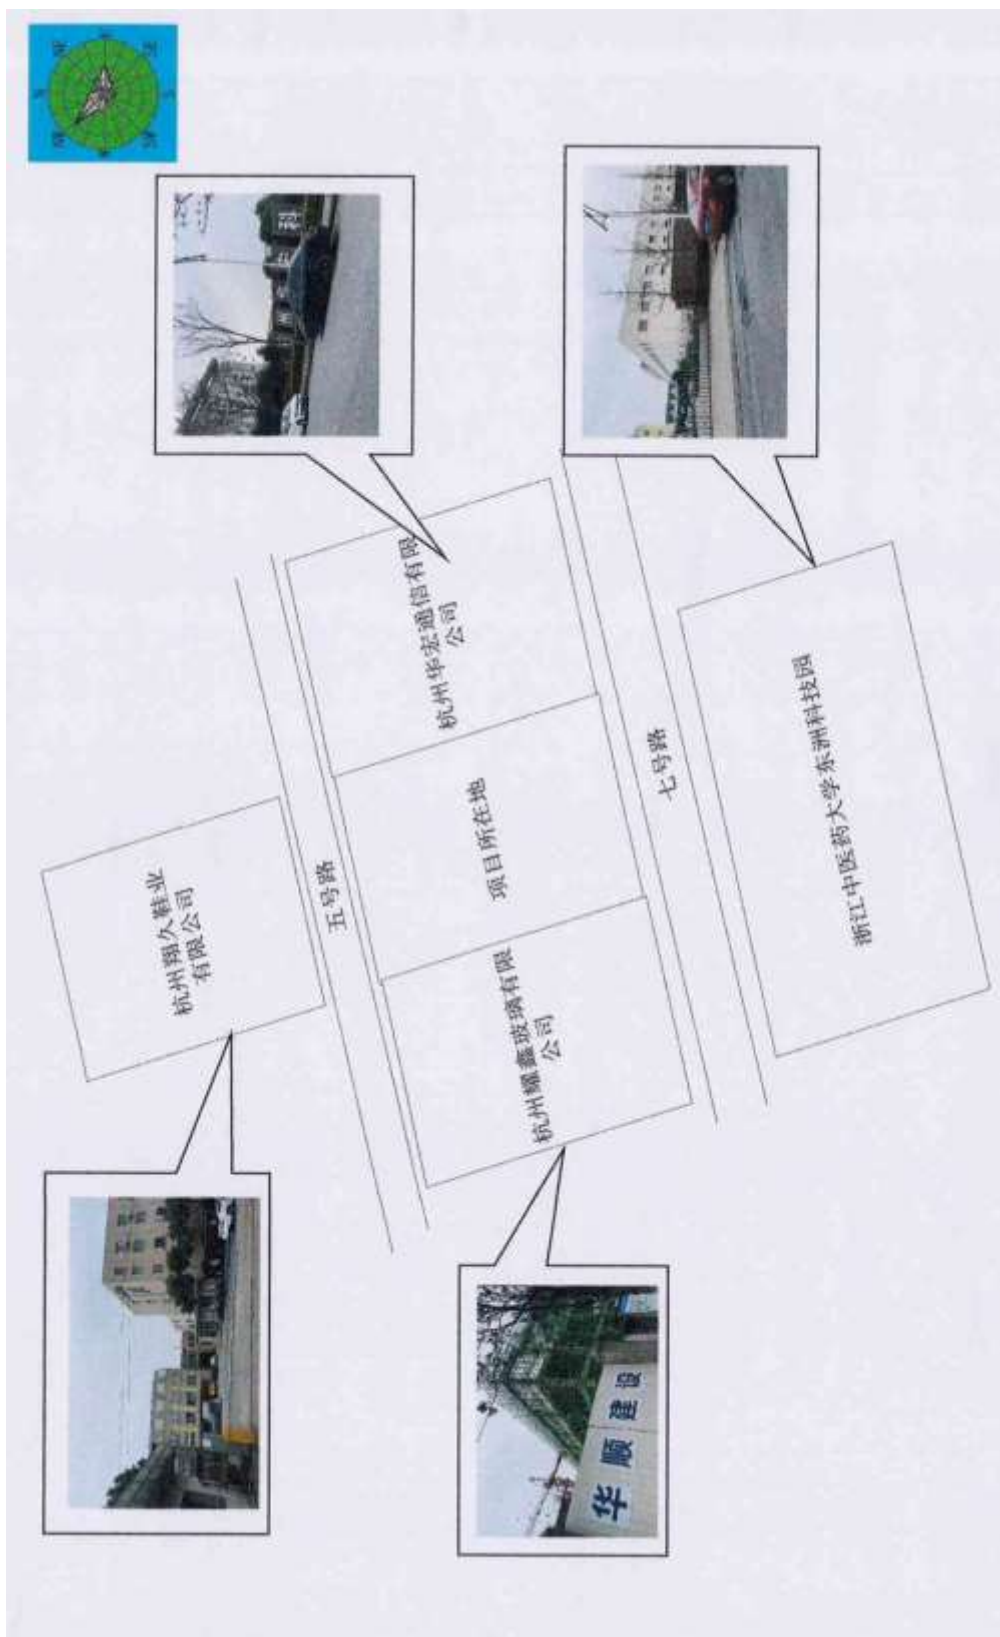 杭州翔久鞋业
有限公司
五号路
杭州华宏通信有限
公司
项目所在地
杭州耀鑫玻璃有限
公司
七号路
浙江中医药大学东洲科技园
华顺建设